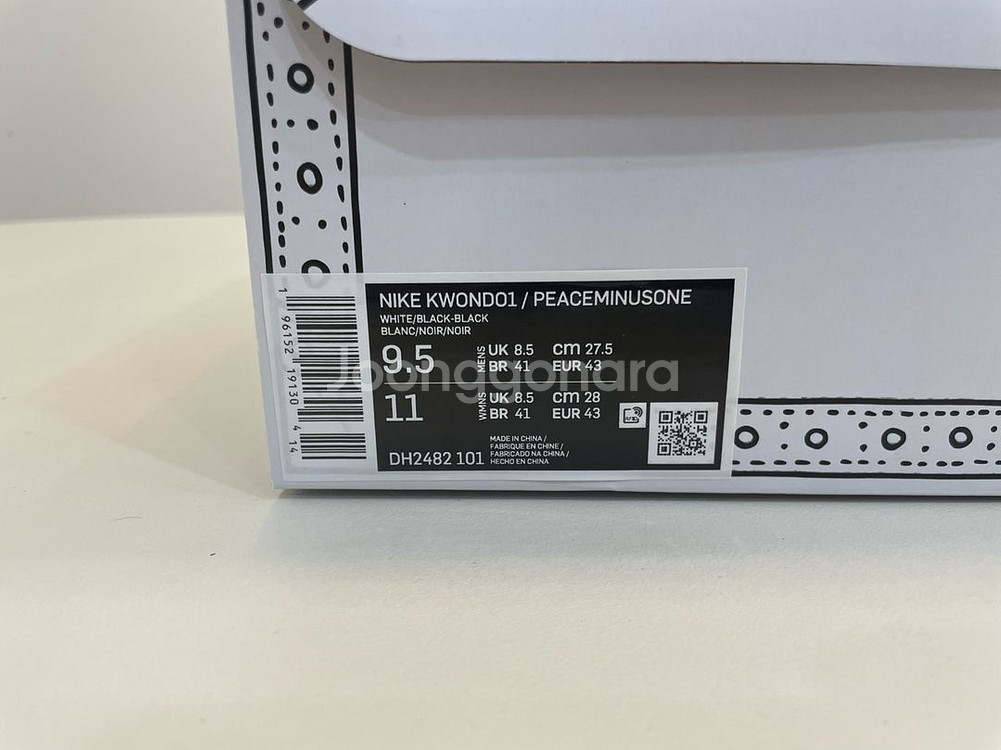 NIKE KWONDO1 / PEACEMINUSONE
WHITE/BLACK-BLACK
BLANC/NOIR/NOIR
9.5 MENS UK 8.5 cm 27.5
BR 41 EUR 43
11 WMNS UK 8.5 cm 28
BR 41 EUR 43
DH2482 101
MADE IN CHINA /
FABRIQUE EN CHINE /
FABRICADO NA CHINA /
HECHO EN CHINA
1 96152 19130 4 14
Joonggonara